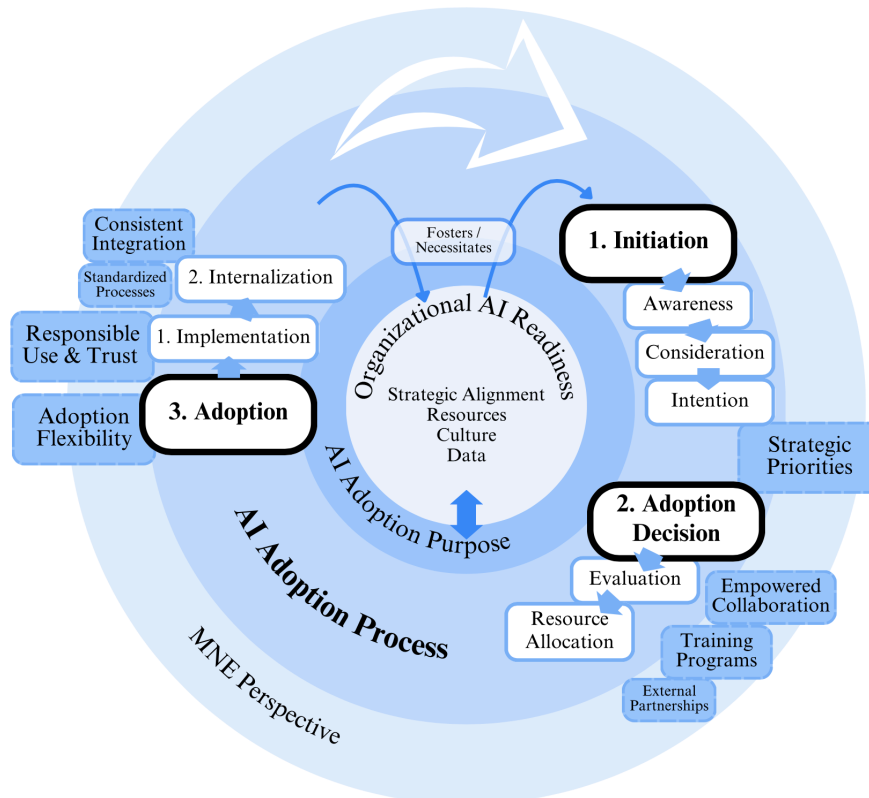 Fosters /
Necessitates
1. Initiation
Awareness
Consideration
Intention
Strategic
Priorities
2. Adoption
Decision
Evaluation
Resource
Allocation
Empowered
Collaboration
Training
Programs
External
Partnerships
Consistent
Integration
Standardized
Processes
2. Internalization
Responsible
Use & Trust
1. Implementation
Adoption
Flexibility
3. Adoption
Organizational AI Readiness
Strategic Alignment
Resources
Culture
Data
AI Adoption Purpose
AI Adoption Process
MNE Perspective